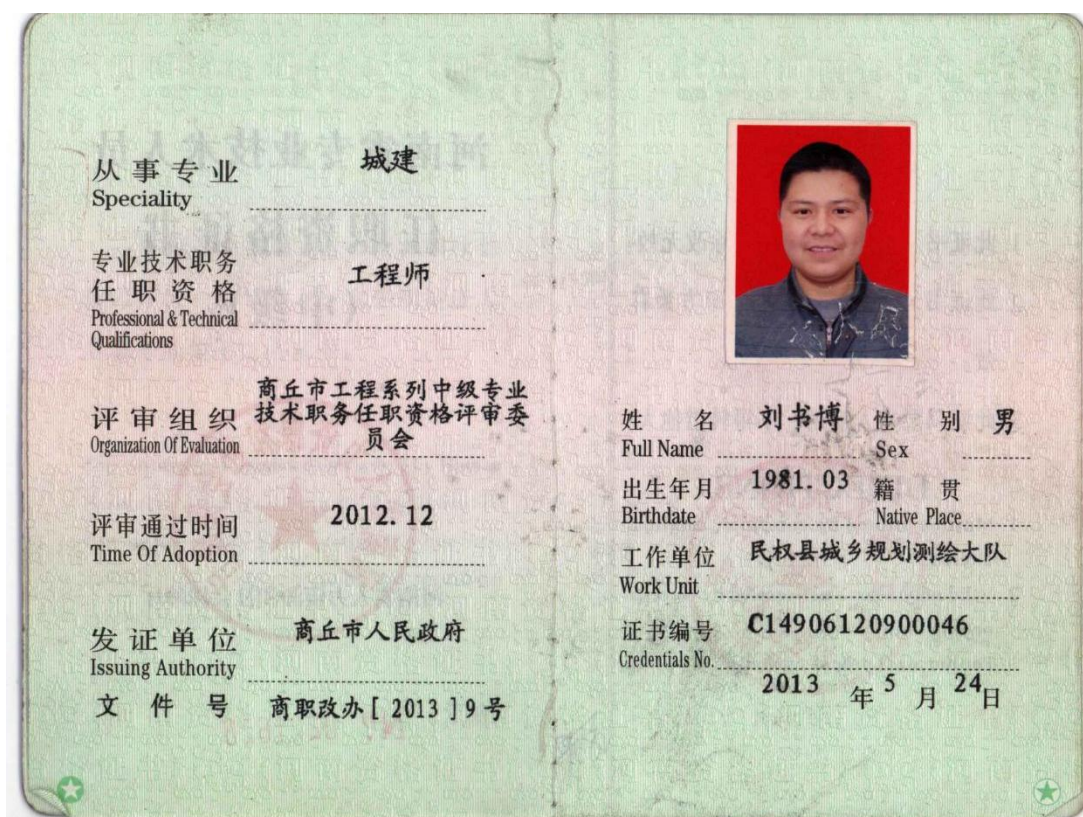 从事专业 城建
Speciality
专业技术职务
任职资格 工程师
Professional & Technical
Qualifications
商丘市工程系列中级专业
评审组织 技术职务任职资格评审委
Organization Of Evaluation 员会
评审通过时间 2012.12
Time Of Adoption
发证单位 商丘市人民政府
Issuing Authority
文件号 商职改办[2013]9号
姓名 刘书博 性别 男
Full Name Sex
出生年月 1981.03 籍贯
Birthdate Native Place
工作单位 民权县城乡规划测绘大队
Work Unit
证书编号 C14906120900046
Credentials No.
2013年5月24日